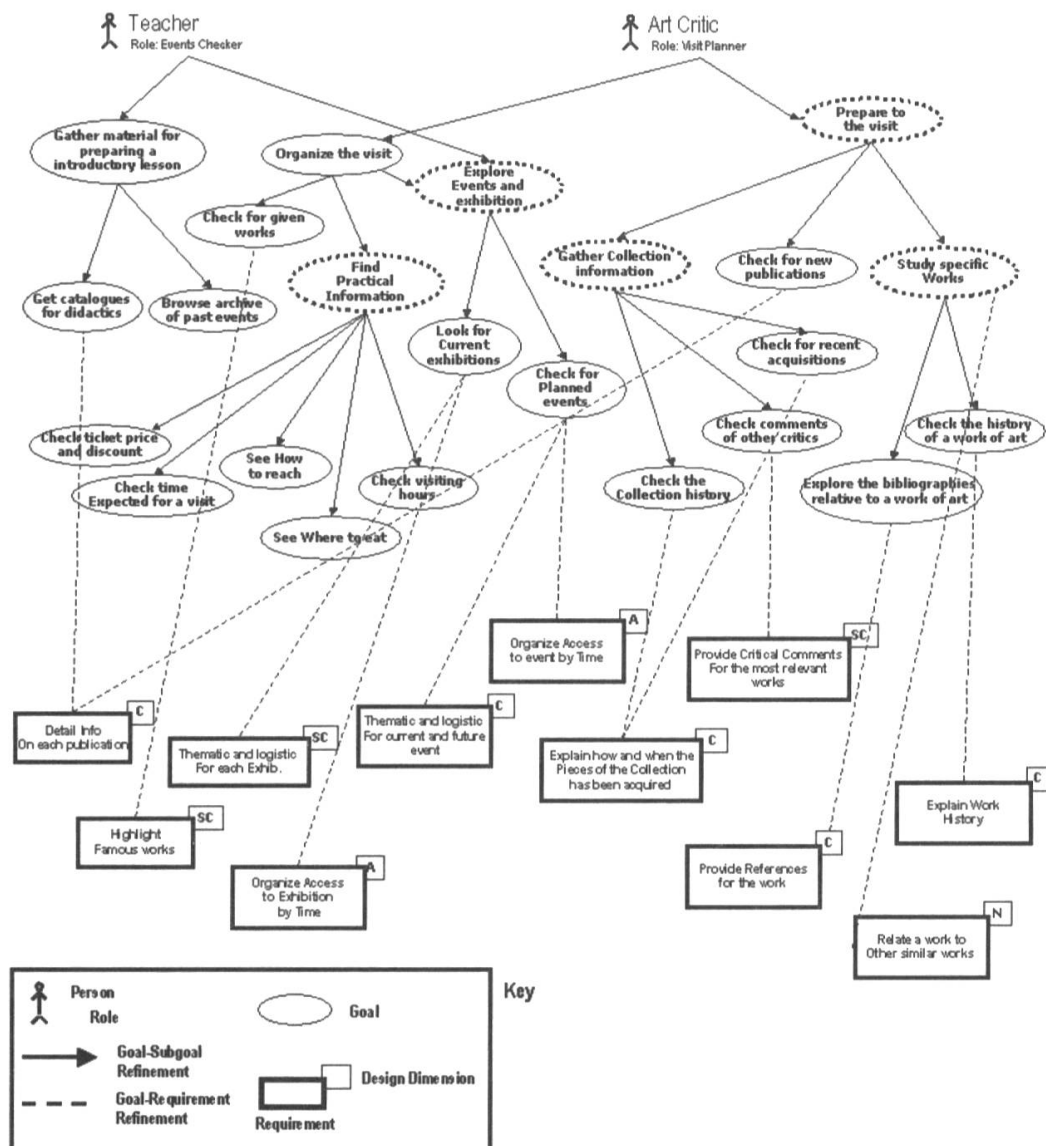 Teacher
Role: Events Checker
Art Critic
Role: Visit Planner
Gather material for
preparing a
introductory lesson
Organize the visit
Explore
Events and
exhibition
Prepare to
the visit
Check for given
works
Find
Practical
Information
Gather Collection
information
Check for new
publications
Study specific
Works
Get catalogues
for didactics
Browse archive
of past events
Look for
Current
exhibitions
Check for recent
acquisitions
Check for
Planned
events
Check ticket price
and discount
See How
to reach
Check comments
of other critics
Check the history
of a work of art
Check time
Expected for a visit
Check visiting
hours
Check the
Collection history
Explore the bibliographies
relative to a work of art
See Where to eat
A
Organize Access
to event by Time
SC
Provide Critical Comments
For the most relevant
works
C
Detail Info
On each publication
SC
Thematic and logistic
For each Exhib.
C
Thematic and logistic
For current and future
event
C
Explain how and when the
Pieces of the Collection
has been acquired
C
Explain Work
History
SC
Highlight
Famous works
A
Organize Access
to Exhibition
by Time
C
Provide References
for the work
N
Relate a work to
Other similar works
Key
Person
Role
Goal
Goal-Subgoal
Refinement
Design Dimension
Goal-Requirement
Refinement
Requirement